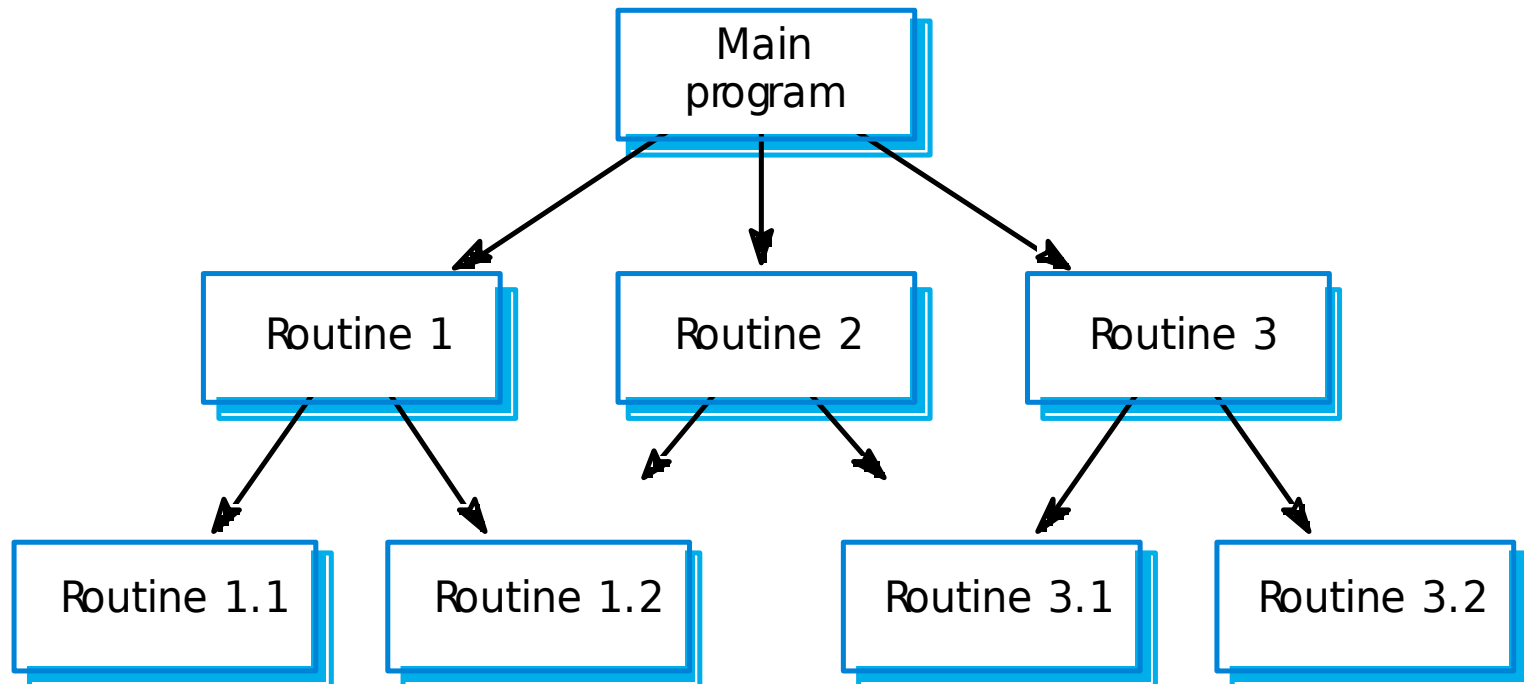 Main
program
Routine 1
Routine 2
Routine 3
Routine 1.1
Routine 1.2
Routine 3.1
Routine 3.2